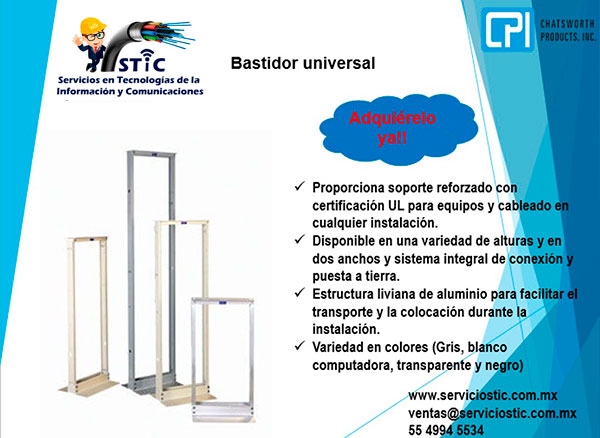 STiC
Servicios en Tecnologías de la
Información y Comunicaciones
CPI
CHATSWORTH
PRODUCTS, INC.
Bastidor universal
Adquiérelo
ya!!
✓ Proporciona soporte reforzado con
certificación UL para equipos y cableado en
cualquier instalación.
✓ Disponible en una variedad de alturas y en
dos anchos y sistema integral de conexión y
puesta a tierra.
✓ Estructura liviana de aluminio para facilitar el
transporte y la colocación durante la
instalación.
✓ Variedad en colores (Gris, blanco
computadora, transparente y negro)
www.serviciostic.com.mx
ventas@serviciostic.com.mx
55 4994 5534